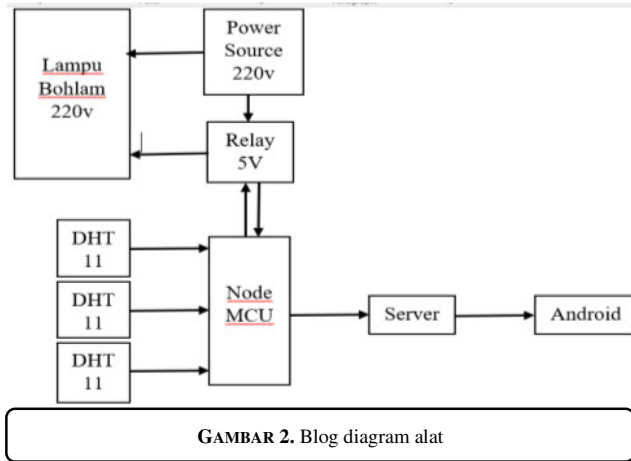 Lampu
Bohlam
220v
Power
Source
220v
Relay
5V
DHT
11
DHT
11
DHT
11
Node
MCU
Server
Android
GAMBAR 2. Blog diagram alat